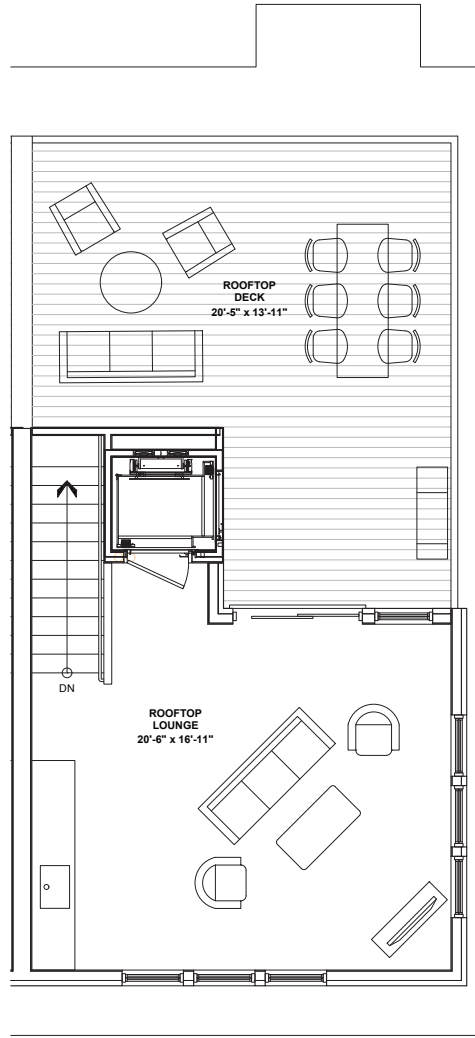 ROOFTOP
DECK
20'-5" x 13'-11"
DN
ROOFTOP
LOUNGE
20'-6" x 16'-11"